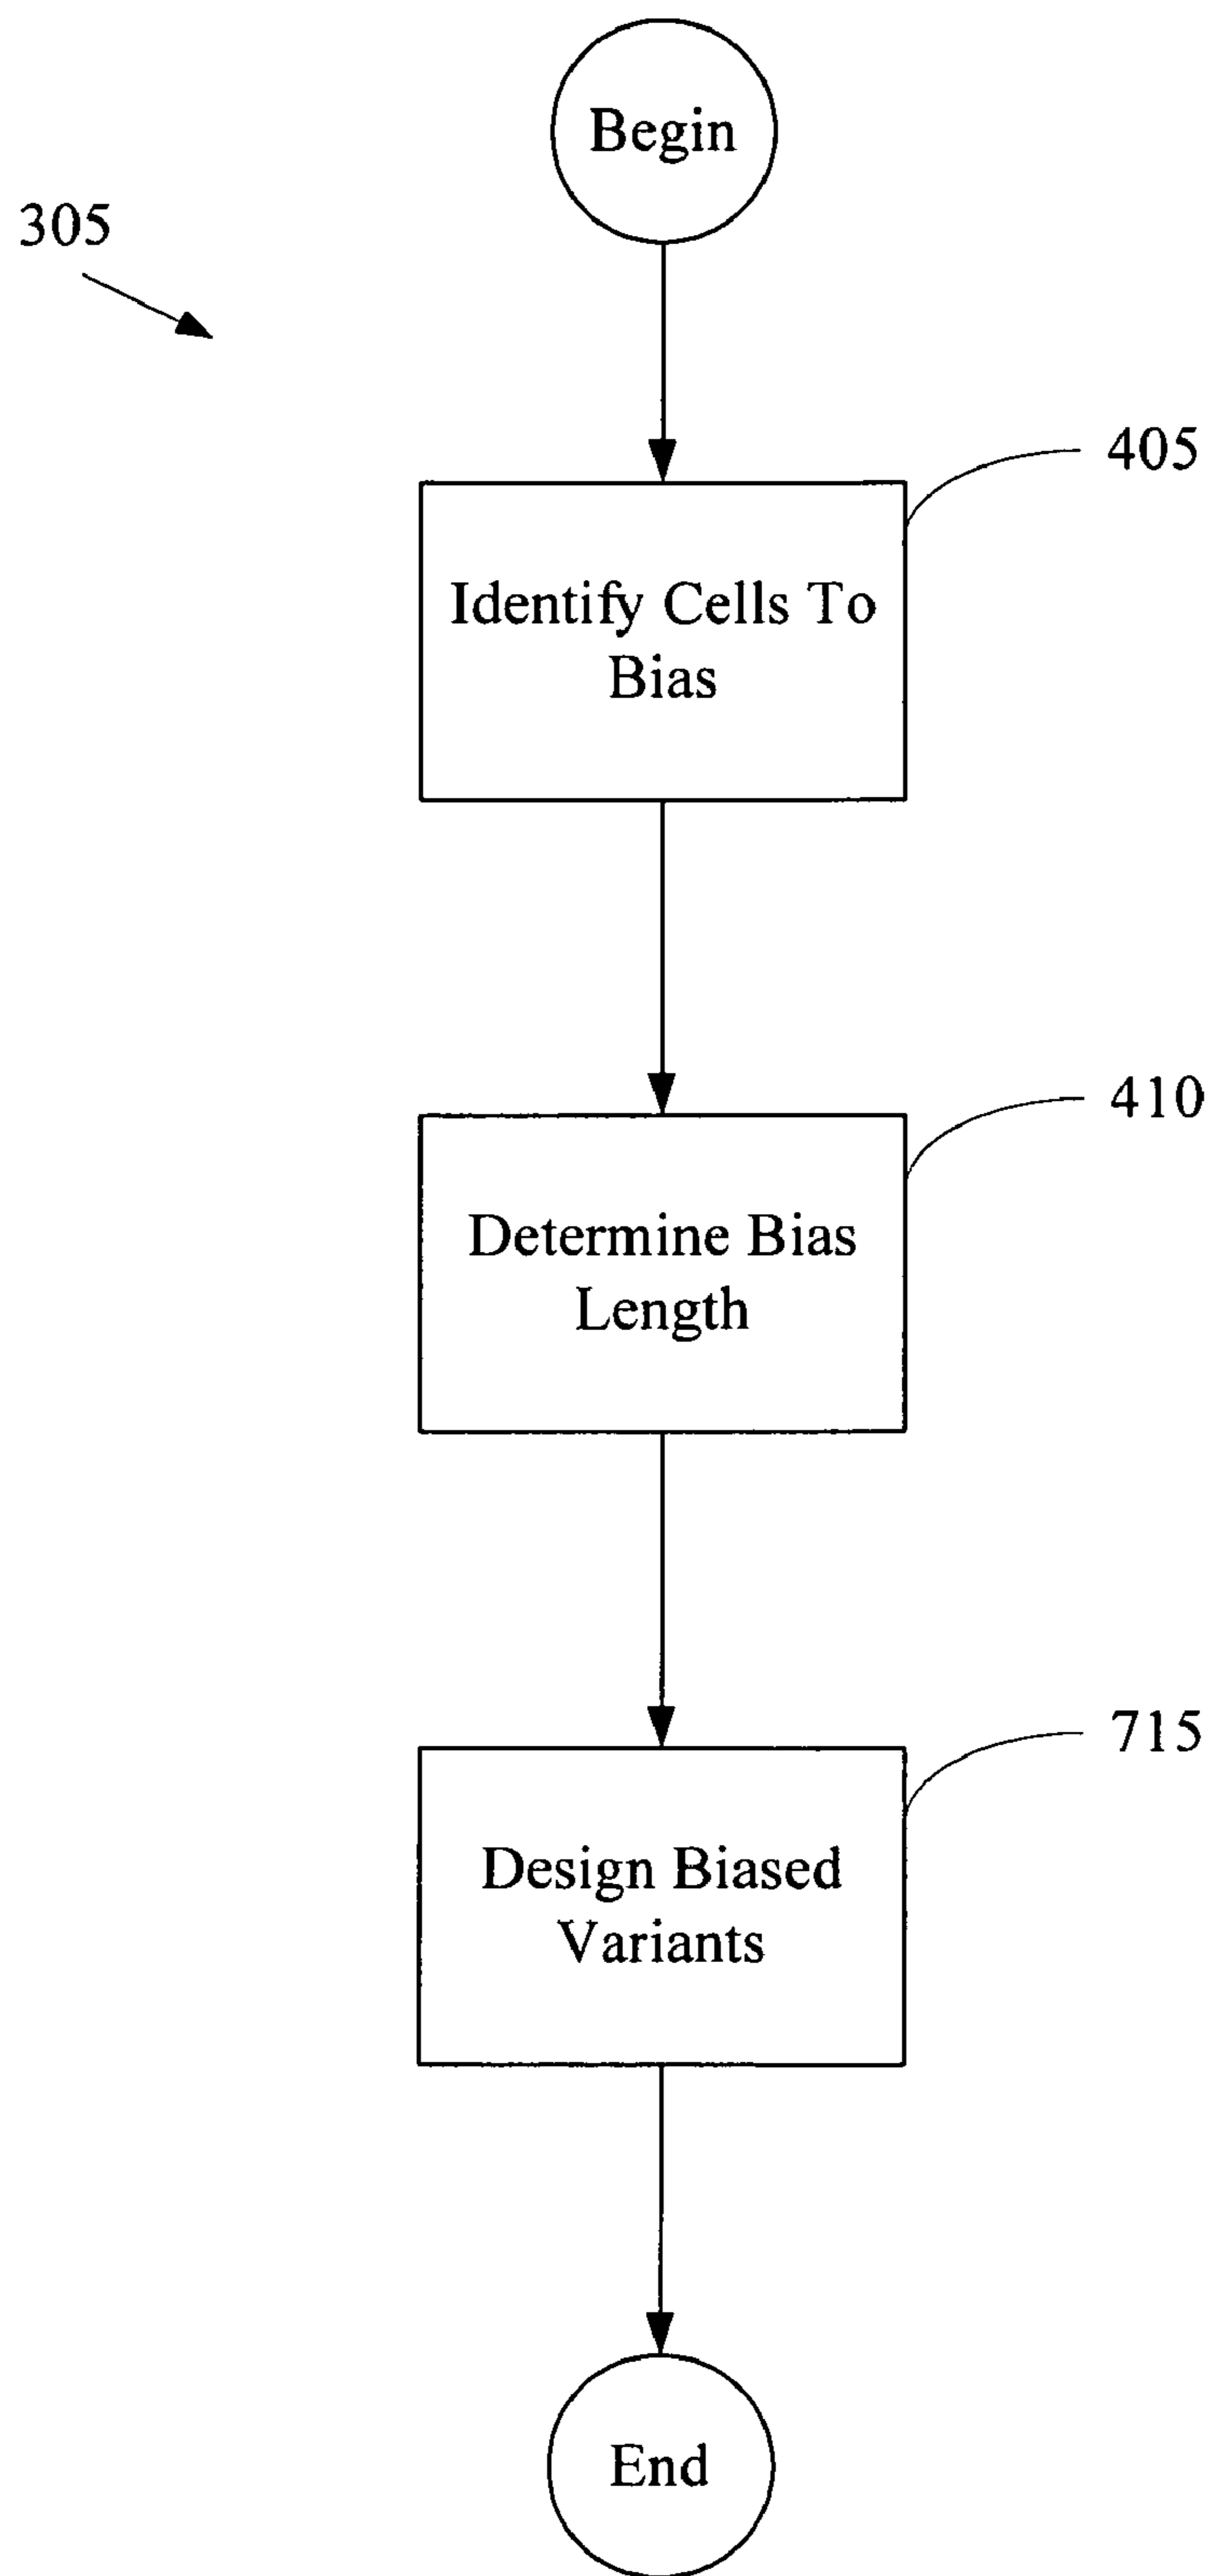 Begin
305
405
Identify Cells To
Bias
410
Determine Bias
Length
715
Design Biased
Variants
End